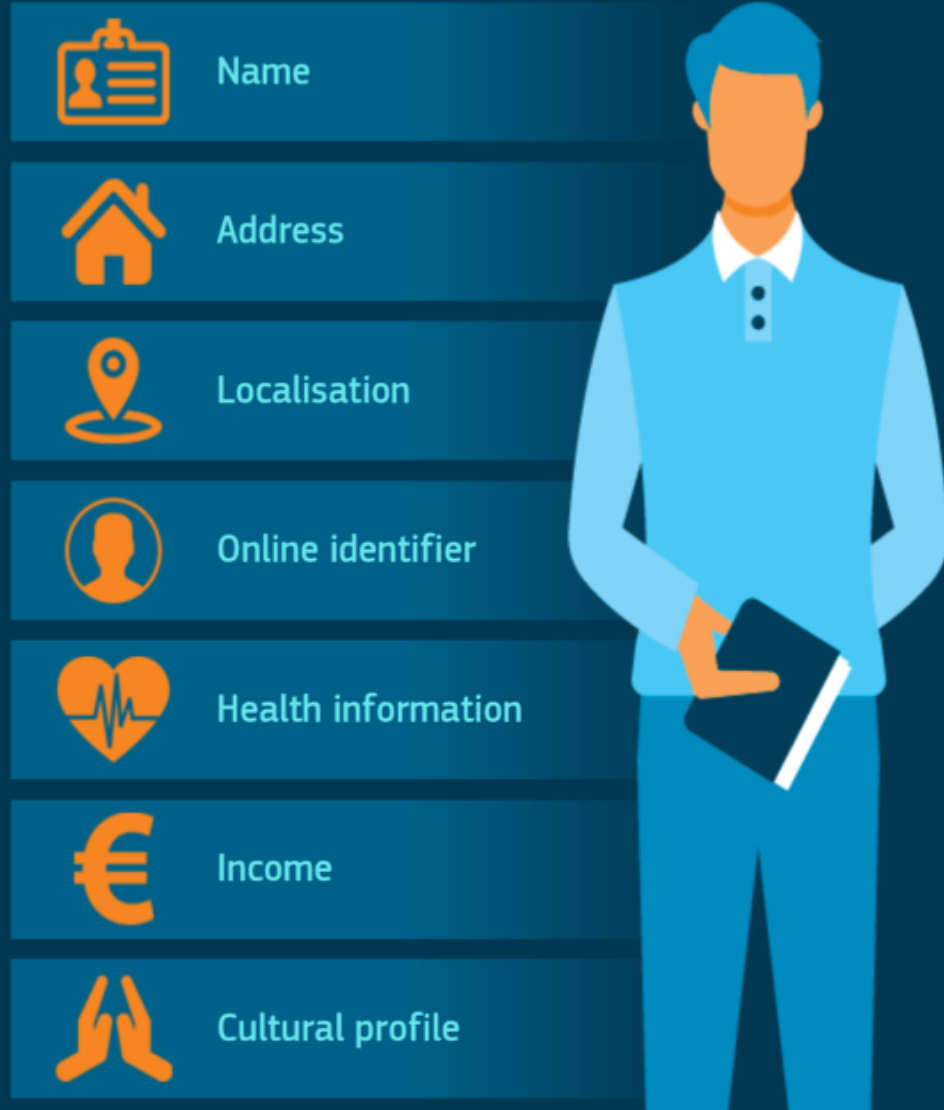 Name
Address
Localisation
Online identifier
Health information
Income
Cultural profile